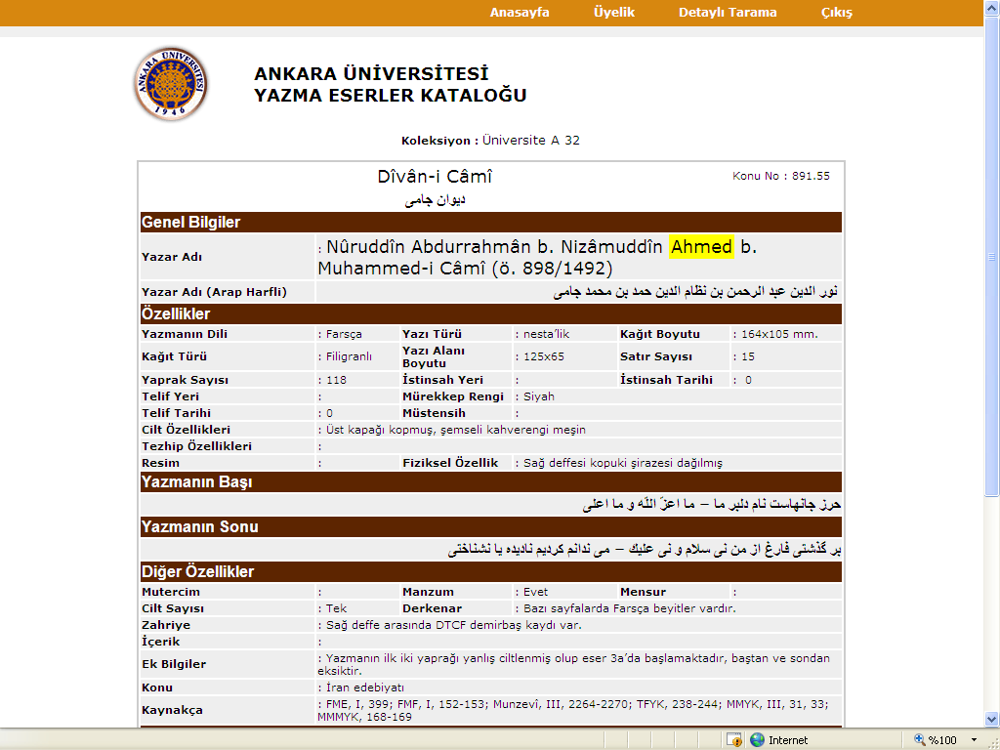 Anasayfa Üyelik Detaylı Tarama Çıkış
ANKARA ÜNİVERSİTESİ
1946
ANKARA ÜNİVERSİTESİ
YAZMA ESERLER KATALOĞU
Koleksiyon : Üniversite A 32
Dîvân-i Câmî Konu No : 891.55
ديوان جامى
Genel Bilgiler
Yazar Adı : Nûruddîn Abdurrahmân b. Nizâmuddîn Ahmed b.
Muhammed-i Câmî (ö. 898/1492)
Yazar Adı (Arap Harfli) نور الدين عبد الرحمن بن نظام الدين حمد بن محمد جامى
Özellikler
Yazmanın Dili : Farsça Yazı Türü : nesta’lik Kağıt Boyutu : 164x105 mm.
Kağıt Türü : Filigranlı Yazı Alanı Boyutu : 125x65 Satır Sayısı : 15
Yaprak Sayısı : 118 İstinsah Yeri : İstinsah Tarihi : 0
Telif Yeri : Mürekkep Rengi : Siyah
Telif Tarihi : 0 Müstensih :
Cilt Özellikleri : Üst kapağı kopmuş, şemseli kahverengi meşin
Tezhip Özellikleri :
Resim : Fiziksel Özellik : Sağ deffesi kopuki şirazesi dağılmış
Yazmanın Başı
حرز جانهاست نام دلبر ما – ما اعزّ اللّه و ما اعلى
Yazmanın Sonu
بر گذشتى فارغ از من نى سلام و نى عليك – مى ندانم كرديم ناديده يا نشناختى
Diğer Özellikler
Mutercim : Manzum : Evet Mensur :
Cilt Sayısı : Tek Derkenar : Bazı sayfalarda Farsça beyitler vardır.
Zahriye : Sağ deffe arasında DTCF demirbaş kaydı var.
İçerik :
Ek Bilgiler : Yazmanın ilk iki yaprağı yanlış ciltlenmiş olup eser 3a’da başlamaktadır, baştan ve sondan
eksiktir.
Konu : İran edebiyatı
Kaynakça : FME, I, 399; FMF, I, 152-153; Munzevî, III, 2264-2270; TFYK, 238-244; MMYK, III, 31, 33;
MMMYK, 168-169
Internet %100